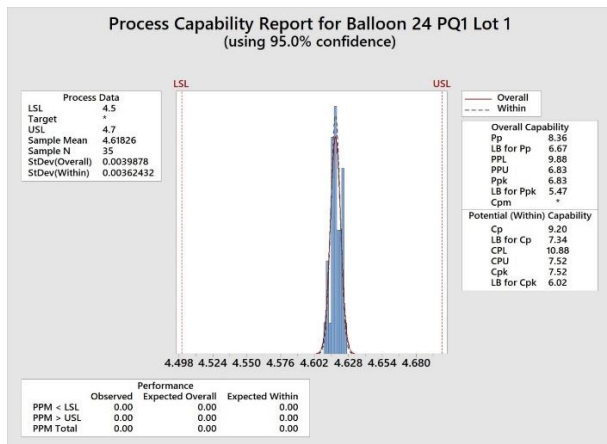 Process Capability Report for Balloon 24 PQ1 Lot 1
(using 95.0% confidence)
LSL
USL
Process Data
LSL 4.5
Target *
USL 4.7
Sample Mean 4.61826
Sample N 35
StDev(Overall) 0.0039878
StDev(Within) 0.00362432
Overall
Within
Overall Capability
Pp 8.36
LB for Pp 6.67
PPL 9.88
PPU 6.83
Ppk 6.83
LB for Ppk 5.47
Cpm *
Potential (Within) Capability
Cp 9.20
LB for Cp 7.34
CPL 10.88
CPU 7.52
Cpk 7.52
LB for Cpk 6.02
4.498 4.524 4.550 4.576 4.602 4.628 4.654 4.680
Performance
Observed Expected Overall Expected Within
PPM < LSL 0.00 0.00 0.00
PPM > USL 0.00 0.00 0.00
PPM Total 0.00 0.00 0.00